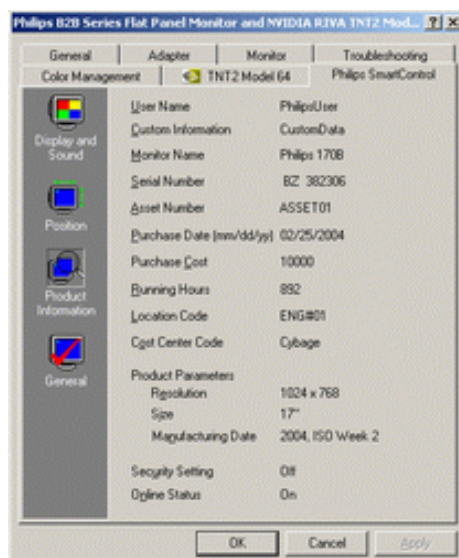 Philips B2B Series Flat Panel Monitor and NVIDIA RIVA TNT2 Mod...
General Adapter Monitor Troubleshooting
Color Management TNT2 Model 64 Philips SmartControl
Display and Sound
Position
Product Information
General
User Name PhilipsUser
Custom Information CustomData
Monitor Name Philips 170B
Serial Number BZ 382306
Asset Number ASSET01
Purchase Date (mm/dd/yy) 02/25/2004
Purchase Cost 10000
Running Hours 892
Location Code ENG#01
Cost Center Code Cybage
Product Parameters
Resolution 1024 x 768
Size 17"
Manufacturing Date 2004, ISO Week 2
Security Setting Off
Online Status On
OK Cancel Apply